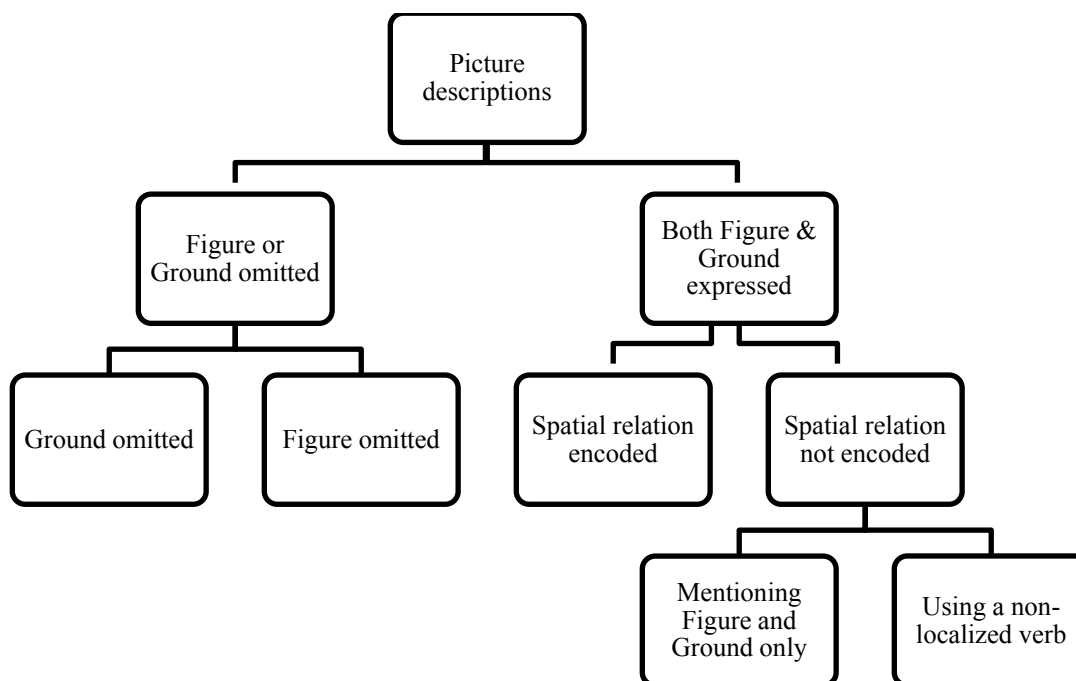 Picture
descriptions
Figure or
Ground omitted
Both Figure &
Ground
expressed
Ground omitted
Figure omitted
Spatial relation
encoded
Spatial relation
not encoded
Mentioning
Figure and
Ground only
Using a non-
localized verb